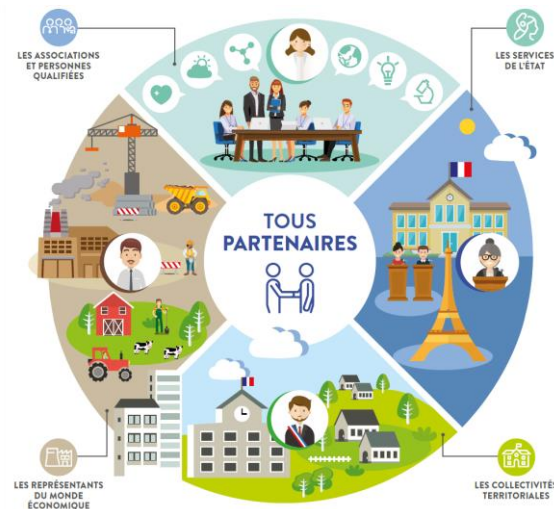 LES ASSOCIATIONS
ET PERSONNES
QUALIFIÉES
LES SERVICES
DE L'ÉTAT
TOUS
PARTENAIRES
LES REPRÉSENTANTS
DU MONDE
ÉCONOMIQUE
LES COLLECTIVITÉS
TERRITORIALES